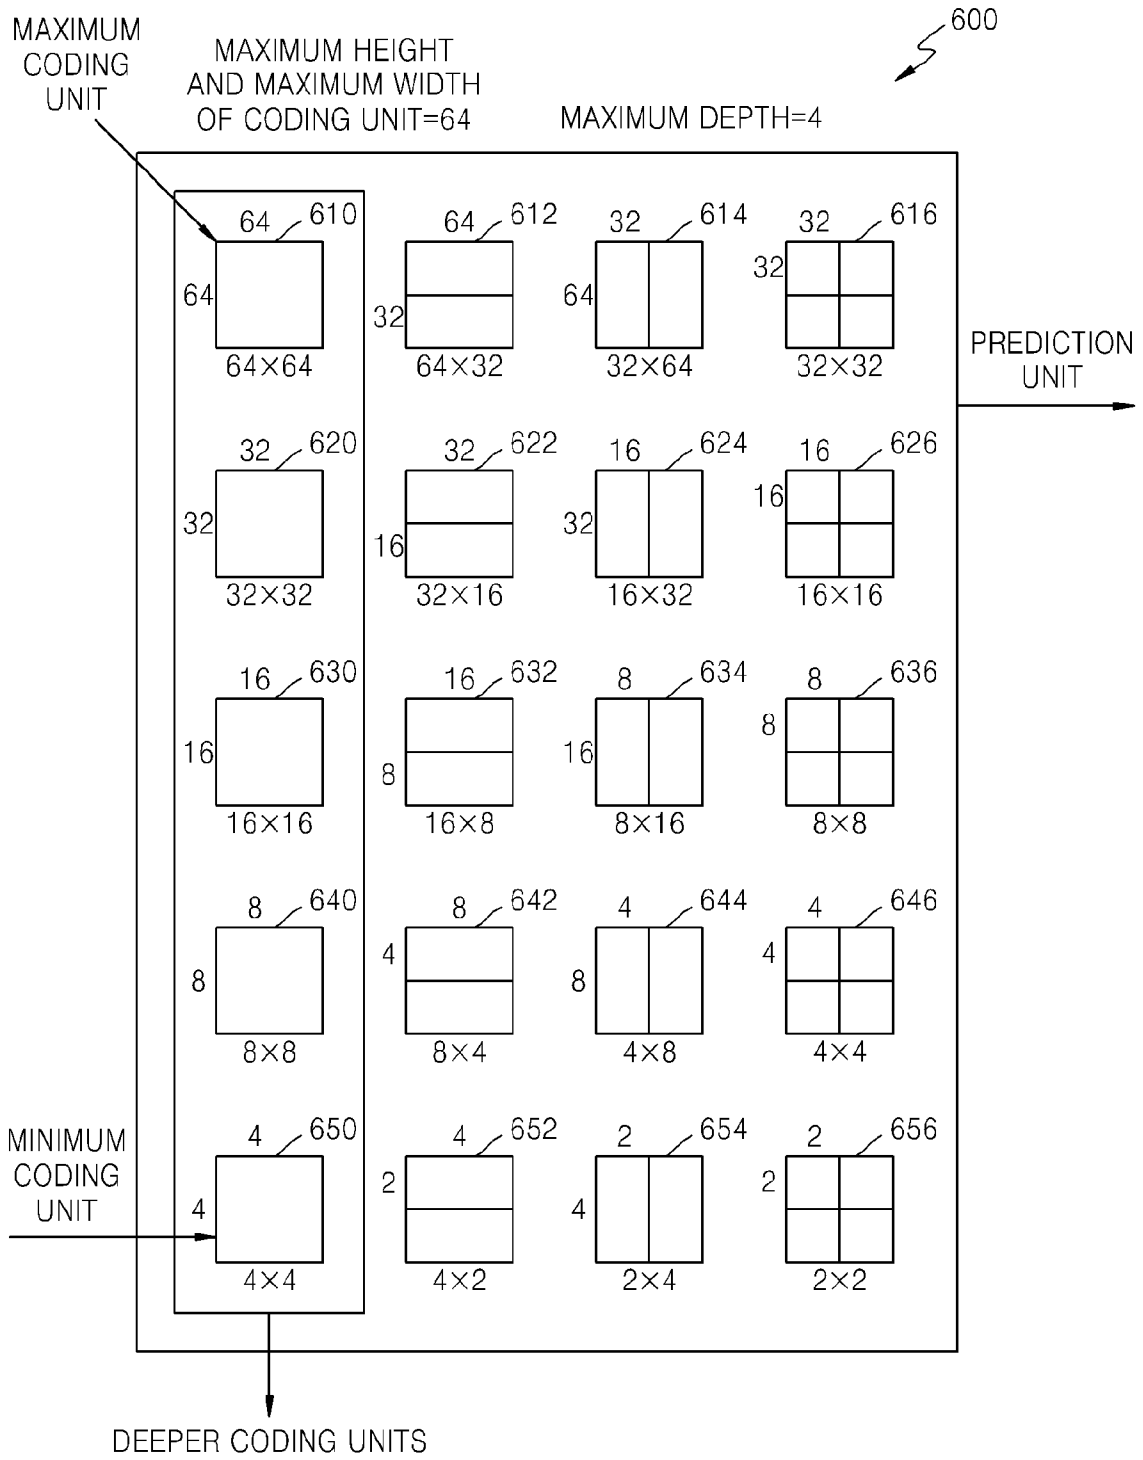 600
MAXIMUM
CODING
UNIT
MAXIMUM HEIGHT
AND MAXIMUM WIDTH
OF CODING UNIT=64
MAXIMUM DEPTH=4
64 610 64 612 32 614 32 616
64 32 64 32
64×64 64×32 32×64 32×32
PREDICTION
UNIT
32 620 32 622 16 624 16 626
32 16 32 16
32×32 32×16 16×32 16×16
16 630 16 632 8 634 8 636
16 8 16 8
16×16 16×8 8×16 8×8
8 640 8 642 4 644 4 646
8 4 8 4
8×8 8×4 4×8 4×4
MINIMUM
CODING
UNIT
4 650 4 652 2 654 2 656
4 2 4 2
4×4 4×2 2×4 2×2
DEEPER CODING UNITS